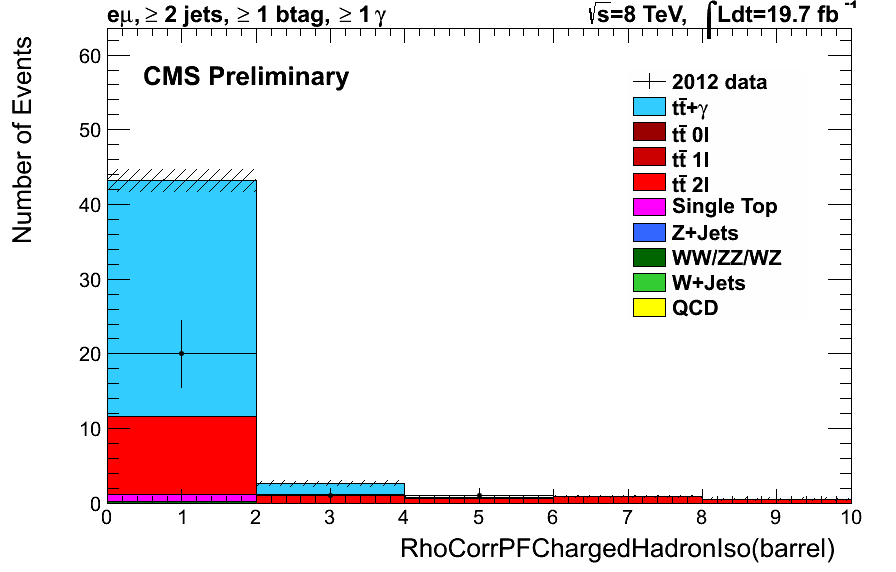 eμ, ≥ 2 jets, ≥ 1 btag, ≥ 1 γ
√s=8 TeV, ∫Ldt=19.7 fb⁻¹
CMS Preliminary
2012 data
tt̄+γ
tt̄ 0l
tt̄ 1l
tt̄ 2l
Single Top
Z+Jets
WW/ZZ/WZ
W+Jets
QCD
Number of Events
60
50
40
30
20
10
0
0 1 2 3 4 5 6 7 8 9 10
RhoCorrPFChargedHadronIso(barrel)